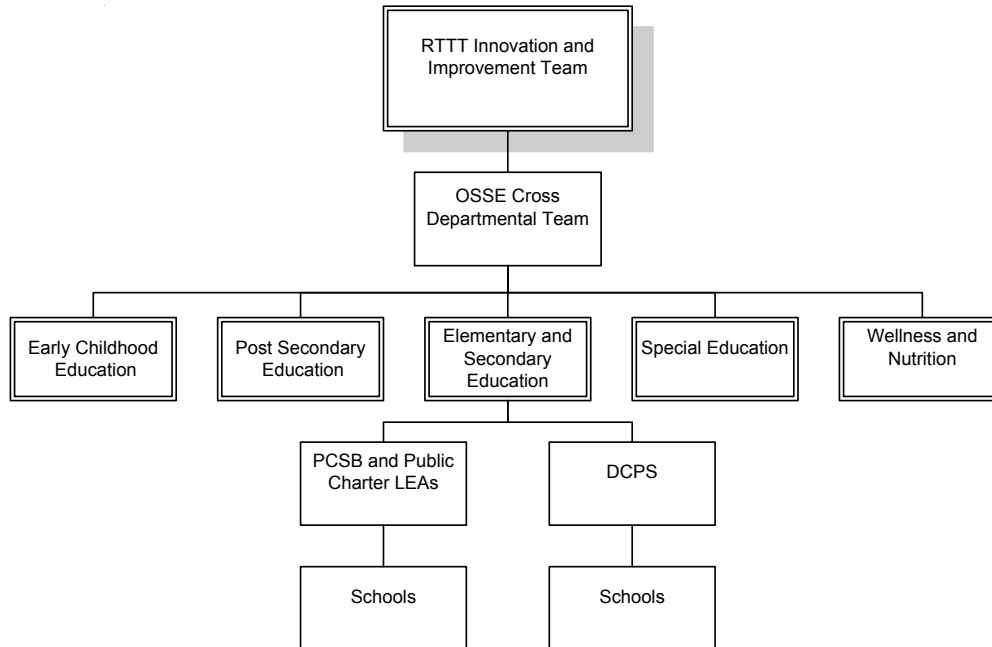 RTTT Innovation and
Improvement Team
OSSE Cross
Departmental Team
Early Childhood
Education
Post Secondary
Education
Elementary and
Secondary
Education
Special Education
Wellness and
Nutrition
PCSB and Public
Charter LEAs
DCPS
Schools
Schools